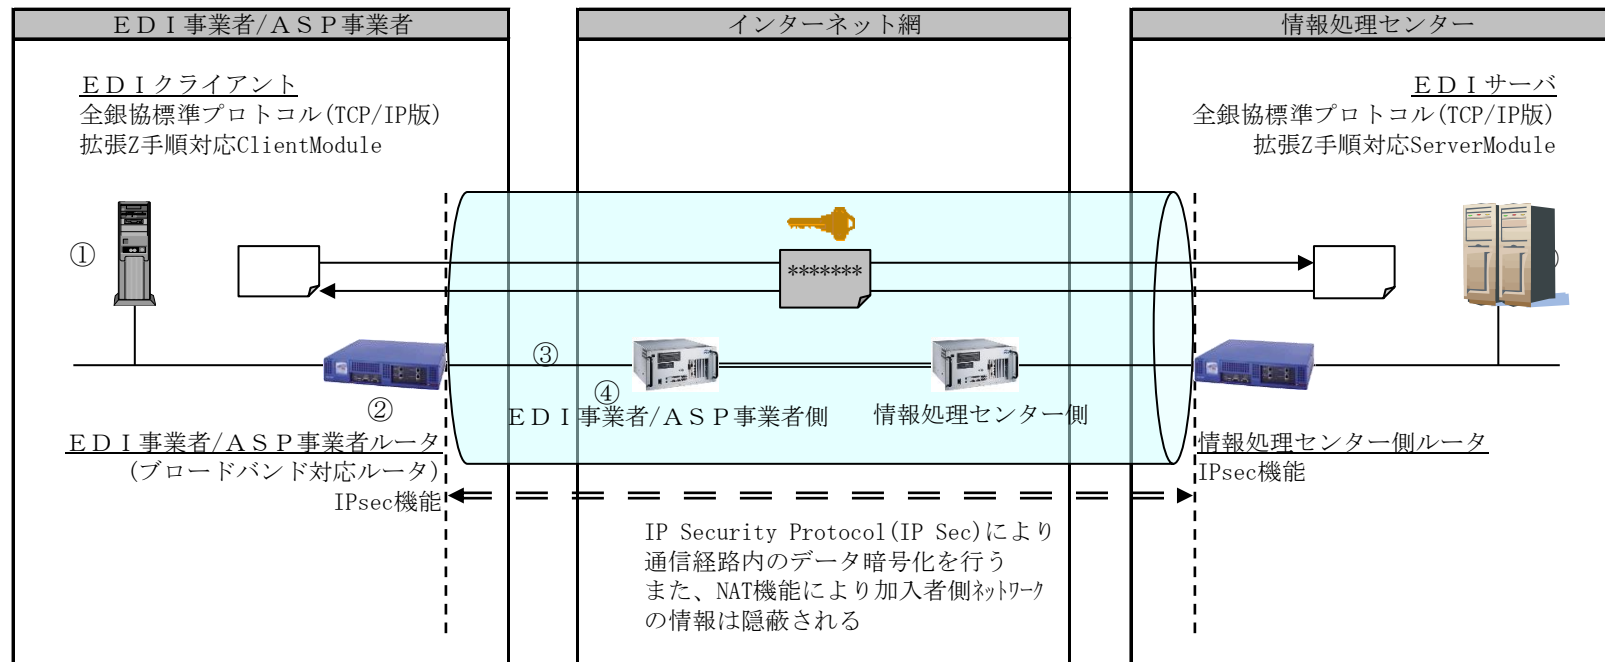 ＥＤＩ事業者/ＡＳＰ事業者
インターネット網
情報処理センター
ＥＤＩクライアント
全銀協標準プロトコル(TCP/IP版)
拡張Z手順対応ClientModule
ＥＤＩサーバ
全銀協標準プロトコル(TCP/IP版)
拡張Z手順対応ServerModule
①
*******
③
②
④
ＥＤＩ事業者/ＡＳＰ事業者側
情報処理センター側
ＥＤＩ事業者/ＡＳＰ事業者ルータ
(ブロードバンド対応ルータ)
IPsec機能
情報処理センター側ルータ
IPsec機能
IP Security Protocol(IP Sec)により
通信経路内のデータ暗号化を行う
また、NAT機能により加入者側ﾈｯﾄﾜｰｸ
の情報は隠蔽される